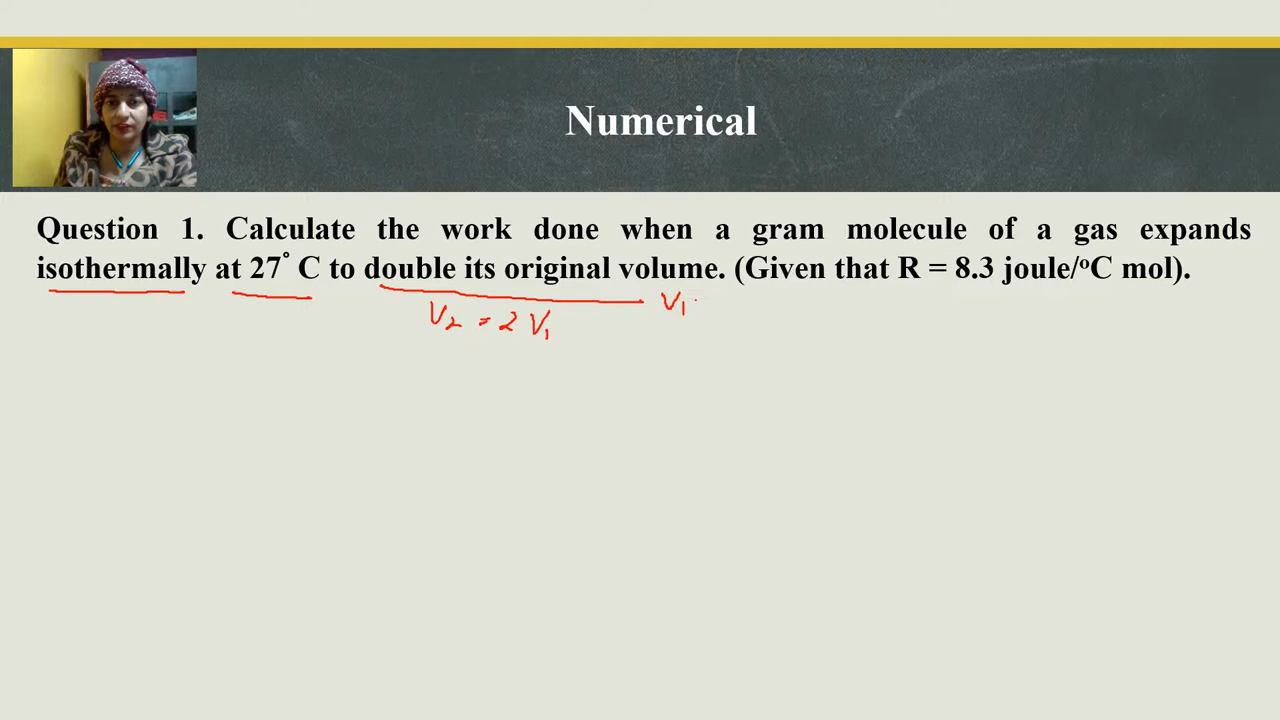 Numerical
Question 1. Calculate the work done when a gram molecule of a gas expands
isothermally at 27° C to double its original volume. (Given that R = 8.3 joule/°C mol).
V₁
V₂ = 2 V₁